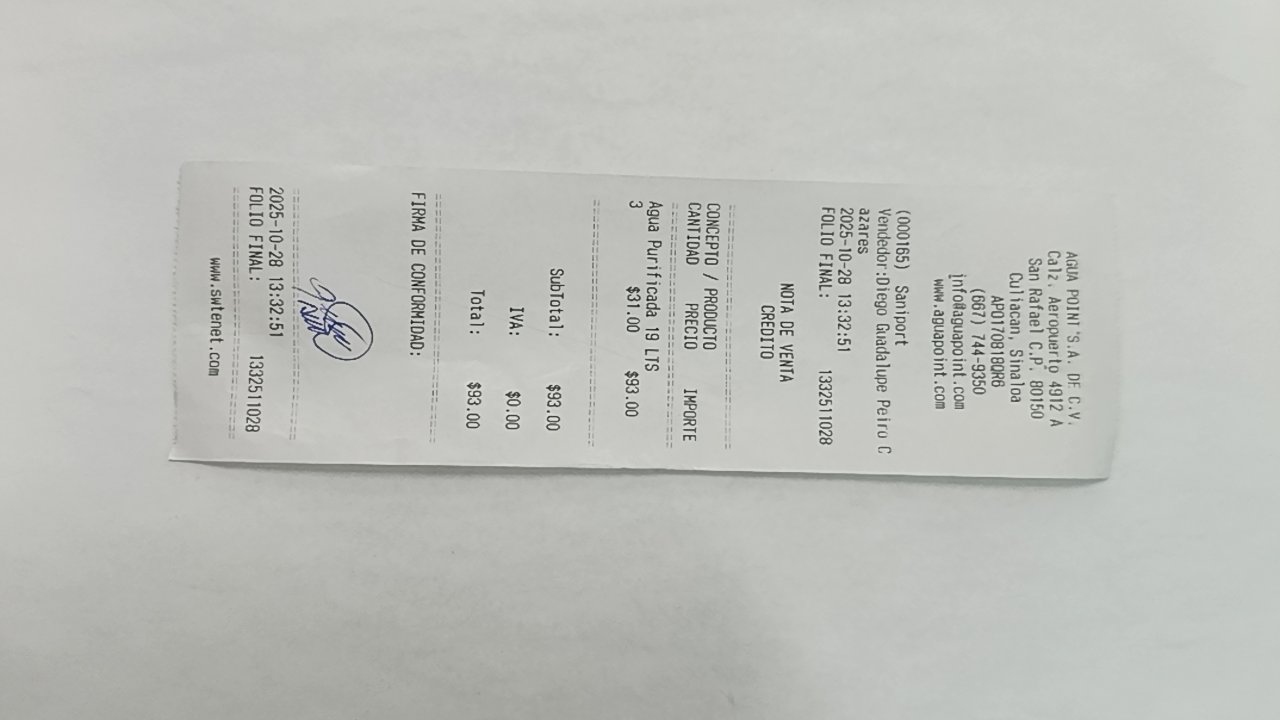 AGUA POINT'S.A. DE C.V.
Calz. Aeropuerto 4912 A
San Rafael C.P. 80150
Culiacan, Sinaloa
APO170818QR6
(667) 744-9350
info@aguapoint.com
www.aguapoint.com
(000165) Saniport
Vendedor:Diego Guadalupe Peiro C
azares
2025-10-28 13:32:51
FOLIO FINAL: 1332511028
NOTA DE VENTA
CREDITO
CONCEPTO / PRODUCTO
CANTIDAD PRECIO IMPORTE
Agua Purificada 19 LTS
3 $31.00 $93.00
SubTotal: $93.00
IVA: $0.00
Total: $93.00
FIRMA DE CONFORMIDAD:
2025-10-28 13:32:51
FOLIO FINAL: 1332511028
www.swtenet.com